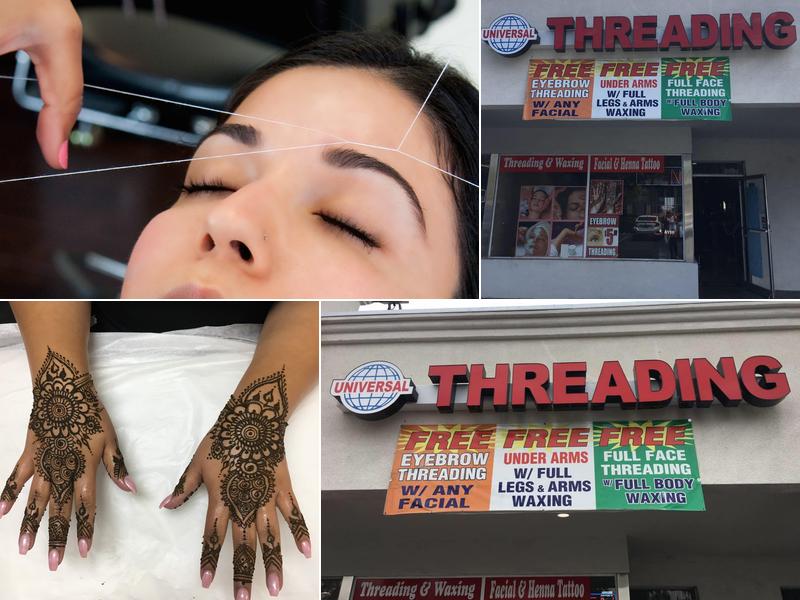 UNIVERSAL
THREADING
FREE
EYEBROW
THREADING
W/ ANY
FACIAL
FREE
UNDER ARMS
W/ FULL
LEGS & ARMS
WAXING
FREE
FULL FACE
THREADING
W/ FULL BODY
WAXING
Threading & Waxing
Facial & Henna Tattoo
EYEBROW
$5
THREADING
UNIVERSAL
THREADING
FREE
EYEBROW
THREADING
W/ ANY
FACIAL
FREE
UNDER ARMS
W/ FULL
LEGS & ARMS
WAXING
FREE
FULL FACE
THREADING
W/ FULL BODY
WAXING
Threading & Waxing
Facial & Henna Tattoo